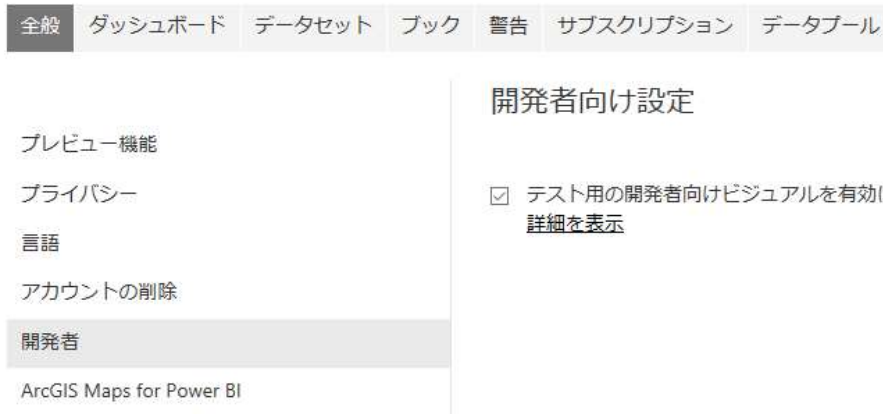 全般 ダッシュボード データセット ブック 警告 サブスクリプション データプール
開発者向け設定
プレビュー機能
プライバシー
言語
アカウントの削除
開発者
ArcGIS Maps for Power BI
テスト用の開発者向けビジュアルを有効
詳細を表示